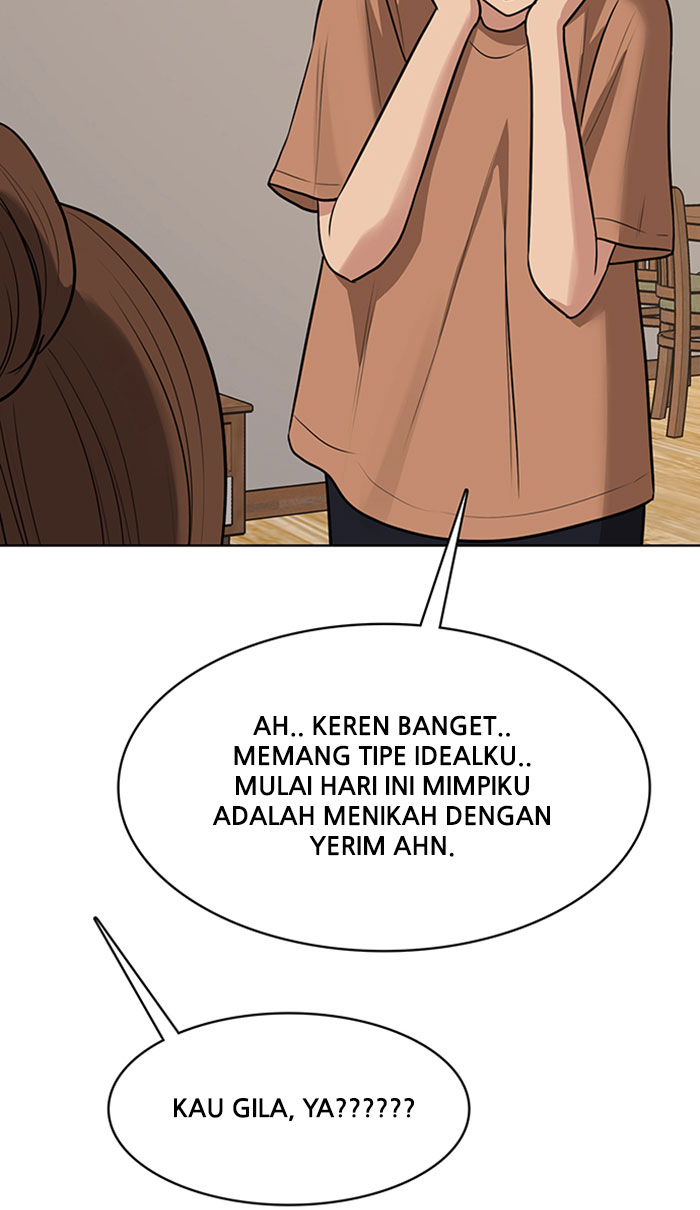 AH.. KEREN BANGET..
MEMANG TIPE IDEALKU..
MULAI HARI INI MIMPIKU
ADALAH MENIKAH DENGAN
YERIM AHN.
KAU GILA, YA??????